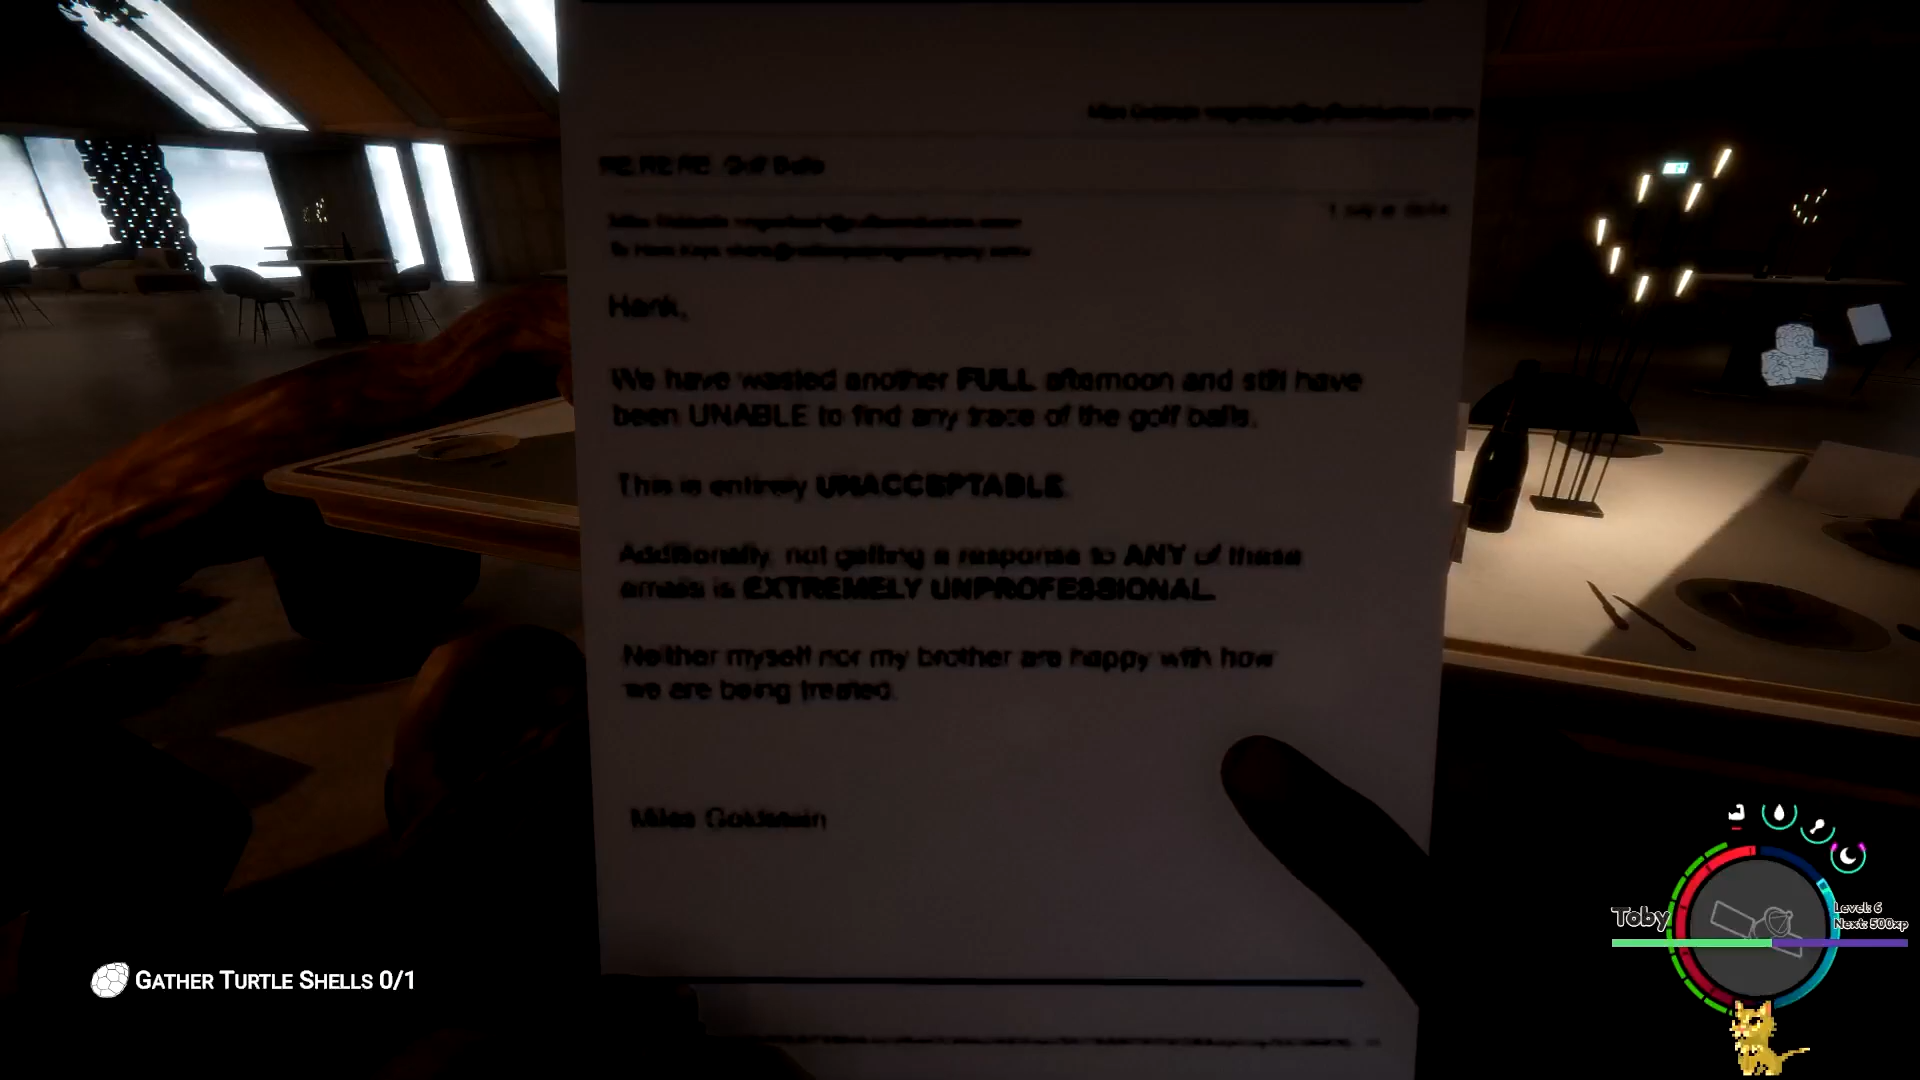 RE:RE:RE: Golf Balls
Hank,
We have wasted another FULL afternoon and still have
been UNABLE to find any trace of the golf balls.
This is entirely UNACCEPTABLE.
Additionally, not getting a response to ANY of these
emails is EXTREMELY UNPROFESSIONAL.
Neither myself nor my brother are happy with how
we are being treated.
Miles
GATHER TURTLE SHELLS 0/1
Toby
Level: 6
Next: 500xp